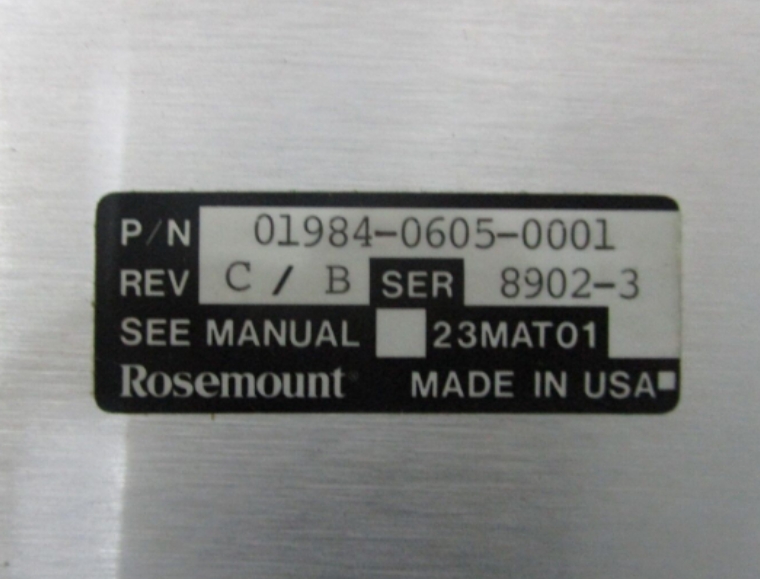 P/N 01984-0605-0001
REV C / B SER 8902-3
SEE MANUAL 23MAT01
Rosemount MADE IN USA